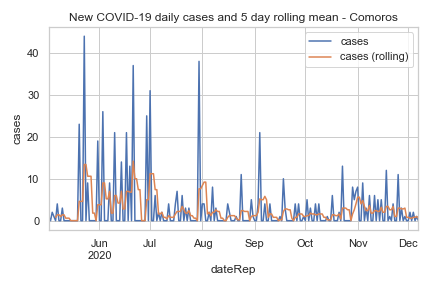 New COVID-19 daily cases and 5 day rolling mean - Comoros
cases
cases (rolling)
40
30
20
10
0
cases
Jun
2020
Jul
Aug
Sep
Oct
Nov
Dec
dateRep